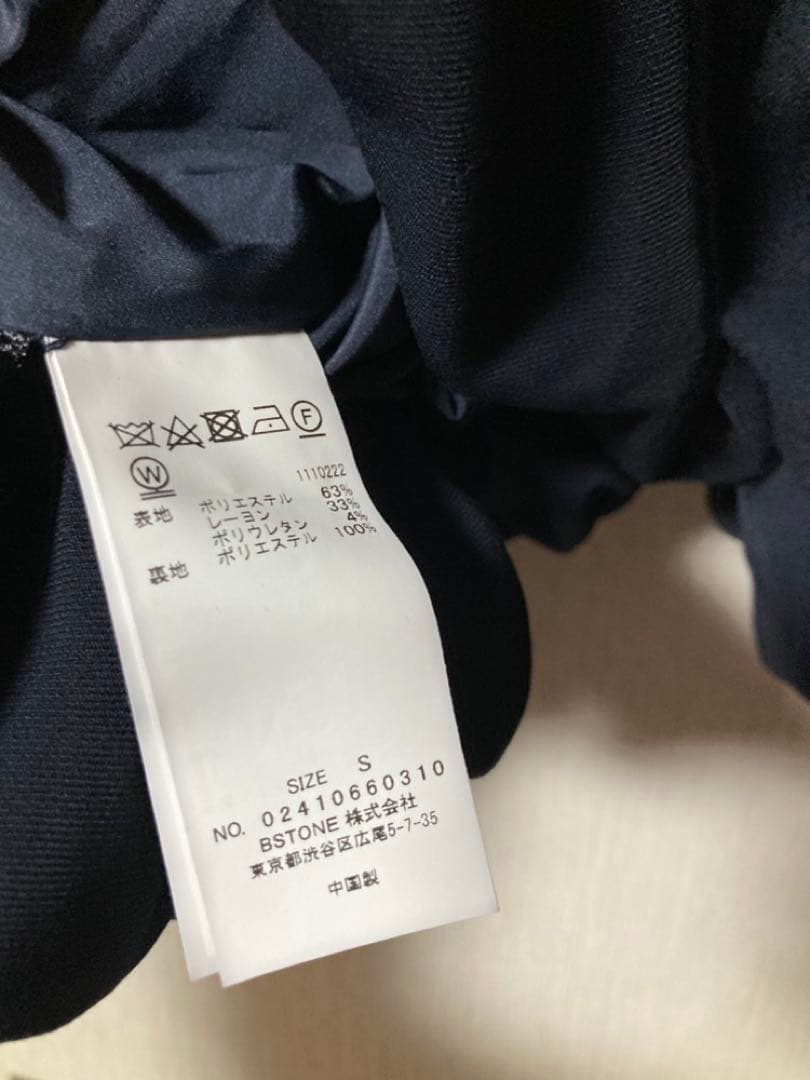 F
W
1110222
表地 ポリエステル 63%
レーヨン 33%
ポリウレタン 4%
裏地 ポリエステル 100%
SIZE S
NO. 02410660310
BSTONE 株式会社
東京都渋谷区広尾5-7-35
中国製